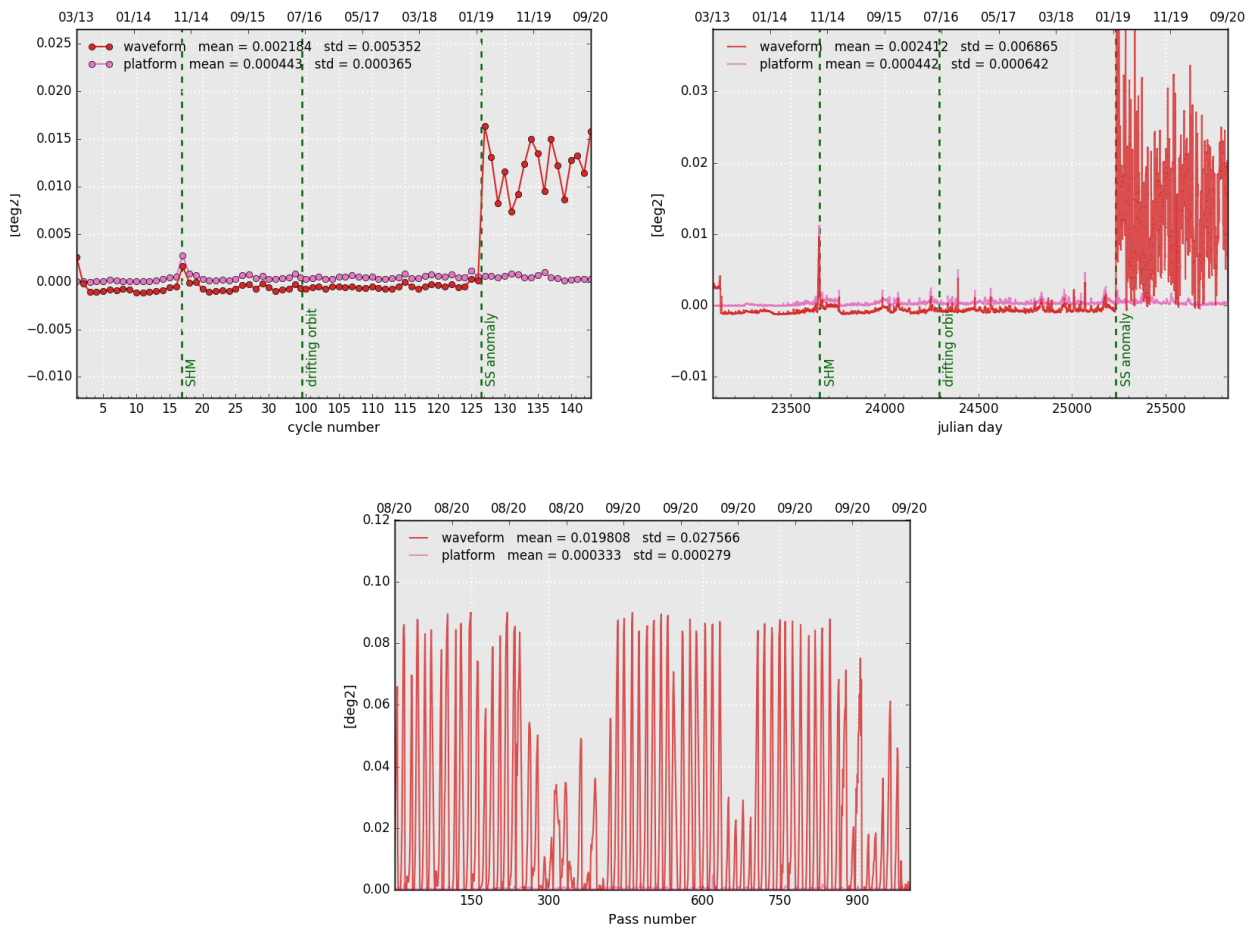 03/13 01/14 11/14 09/15 07/16 05/17 03/18 01/19 11/19 09/20
waveform mean = 0.002184 std = 0.005352
platform mean = 0.000443 std = 0.000365
0.025
0.020
0.015
0.010
0.005
0.000
−0.005
−0.010
[deg2]
SHM
drifting orbit
SS anomaly
5 10 15 20 25 30 100 105 110 115 120 125 130 135 140
cycle number
03/13 01/14 11/14 09/15 07/16 05/17 03/18 01/19 11/19 09/20
waveform mean = 0.002412 std = 0.006865
platform mean = 0.000442 std = 0.000642
0.03
0.02
0.01
0.00
−0.01
[deg2]
SHM
drifting orbit
SS anomaly
23500 24000 24500 25000 25500
julian day
08/20 08/20 08/20 08/20 09/20 09/20 09/20 09/20 09/20 09/20
waveform mean = 0.019808 std = 0.027566
platform mean = 0.000333 std = 0.000279
0.12
0.10
0.08
0.06
0.04
0.02
0.00
[deg2]
150 300 600 750 900
Pass number